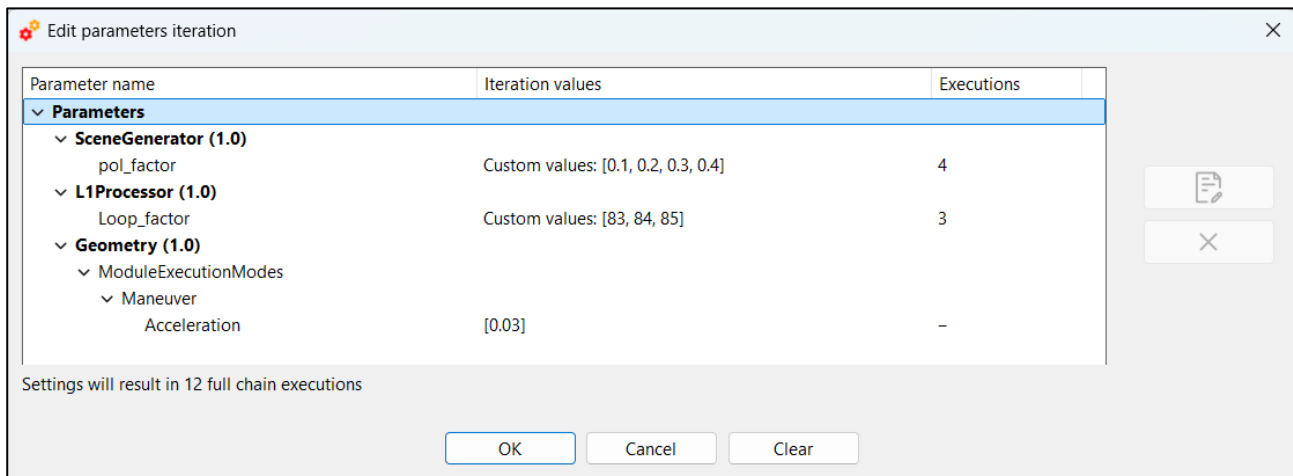 Edit parameters iteration
Parameter name Iteration values Executions
Parameters
SceneGenerator (1.0)
pol_factor Custom values: [0.1, 0.2, 0.3, 0.4] 4
L1Processor (1.0)
Loop_factor Custom values: [83, 84, 85] 3
Geometry (1.0)
ModuleExecutionModes
Maneuver
Acceleration [0.03] –
Settings will result in 12 full chain executions
OK Cancel Clear